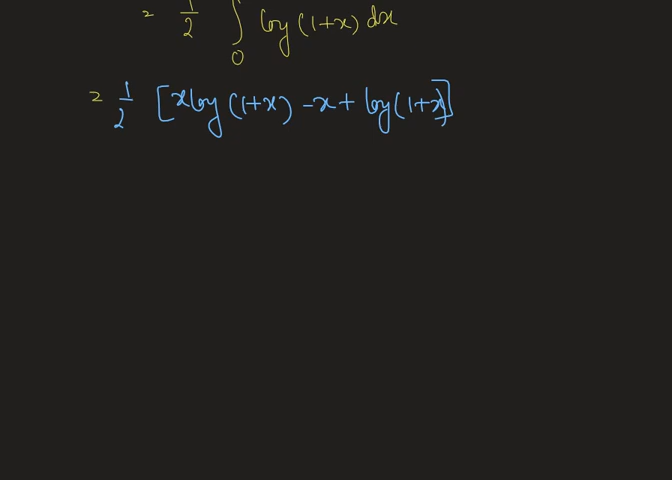 = 1/2 ∫0 log (1+x) dx
= 1/2 [x log (1+x) - x + log (1+x)]